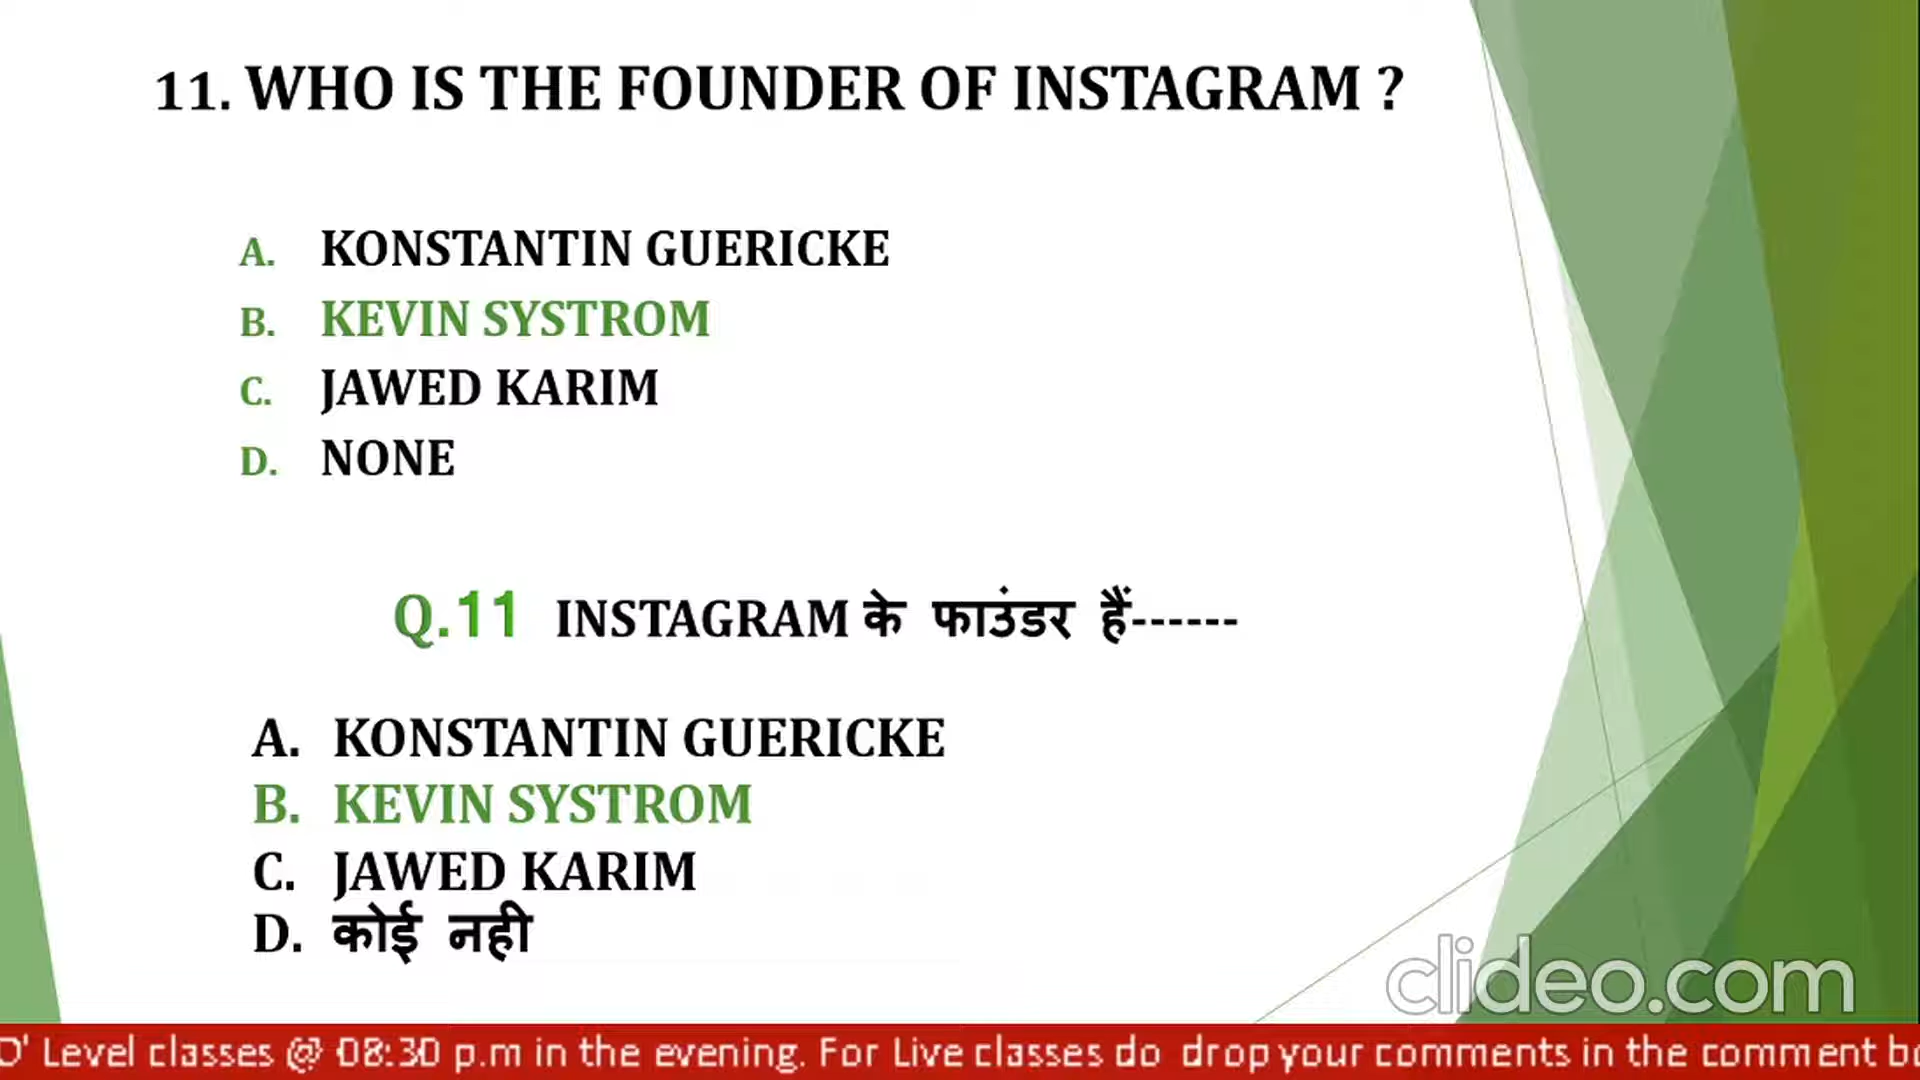 11. WHO IS THE FOUNDER OF INSTAGRAM ?
A. KONSTANTIN GUERICKE
B. KEVIN SYSTROM
C. JAWED KARIM
D. NONE
Q.11 INSTAGRAM के फाउंडर हैं------
A. KONSTANTIN GUERICKE
B. KEVIN SYSTROM
C. JAWED KARIM
D. कोई नही
clideo.com
O' Level classes @ 08:30 p.m in the evening. For Live classes do drop your comments in the comment